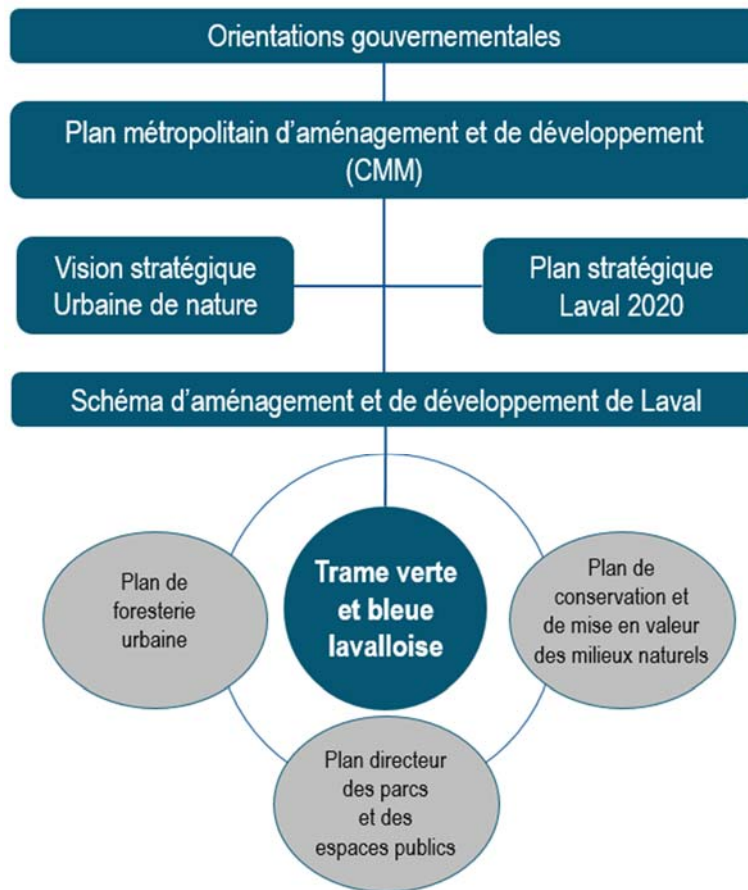 Orientations gouvernementales
Plan métropolitain d'aménagement et de développement
(CMM)
Vision stratégique
Urbaine de nature
Plan stratégique
Laval 2020
Schéma d'aménagement et de développement de Laval
Plan de
foresterie
urbaine
Trame verte
et bleue
lavalloise
Plan de
conservation et
de mise en valeur
des milieux naturels
Plan directeur
des parcs
et des
espaces publics